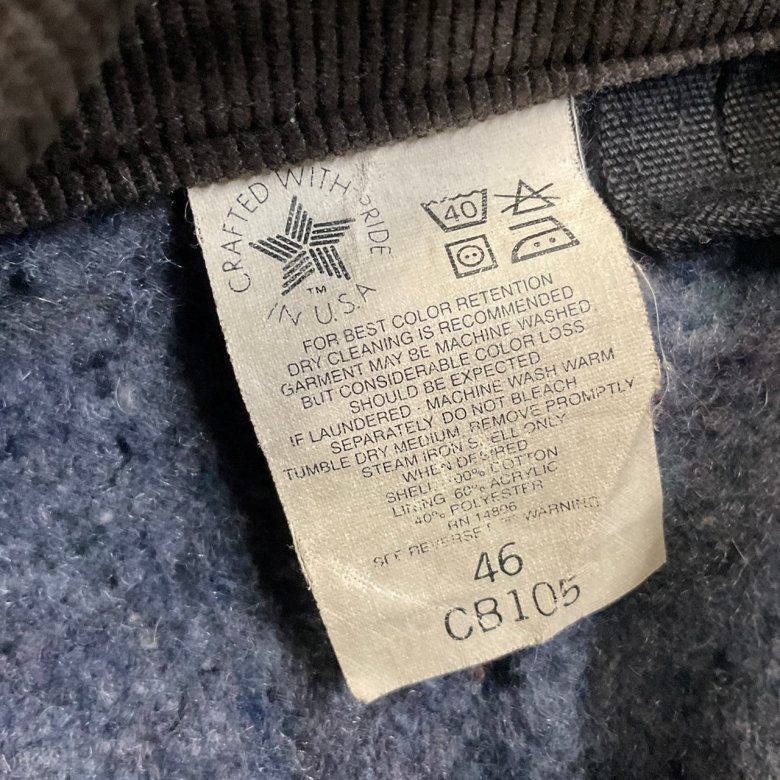 CRAFTED WITH PRIDE
IN U.S.A
TM
40
FOR BEST COLOR RETENTION
DRY CLEANING IS RECOMMENDED
GARMENT MAY BE MACHINE WASHED
BUT CONSIDERABLE COLOR LOSS
SHOULD BE EXPECTED
IF LAUNDERED - MACHINE WASH WARM
SEPARATELY DO NOT BLEACH
TUMBLE DRY MEDIUM REMOVE PROMPTLY
STEAM IRON SHELL ONLY
WHEN DESIRED
SHELL 100% COTTON
LINING 60% ACRYLIC
40% POLYESTER
RN 14806
SEE REVERSE WARNING
46
CB105